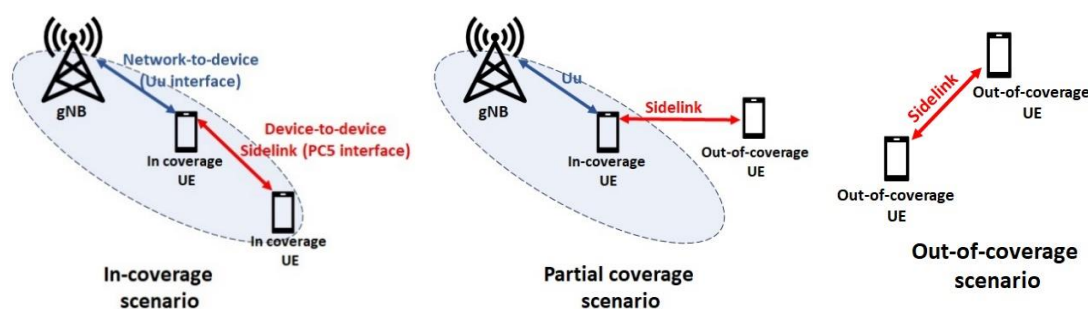 Network-to-device
(Uu interface)
gNB
Device-to-device
Sidelink (PC5 interface)
In coverage
UE
In coverage
UE
In-coverage
scenario
Uu
gNB
Sidelink
In-coverage
UE
Out-of-coverage
UE
Partial coverage
scenario
Sidelink
Out-of-coverage
UE
Out-of-coverage
UE
Out-of-coverage
scenario